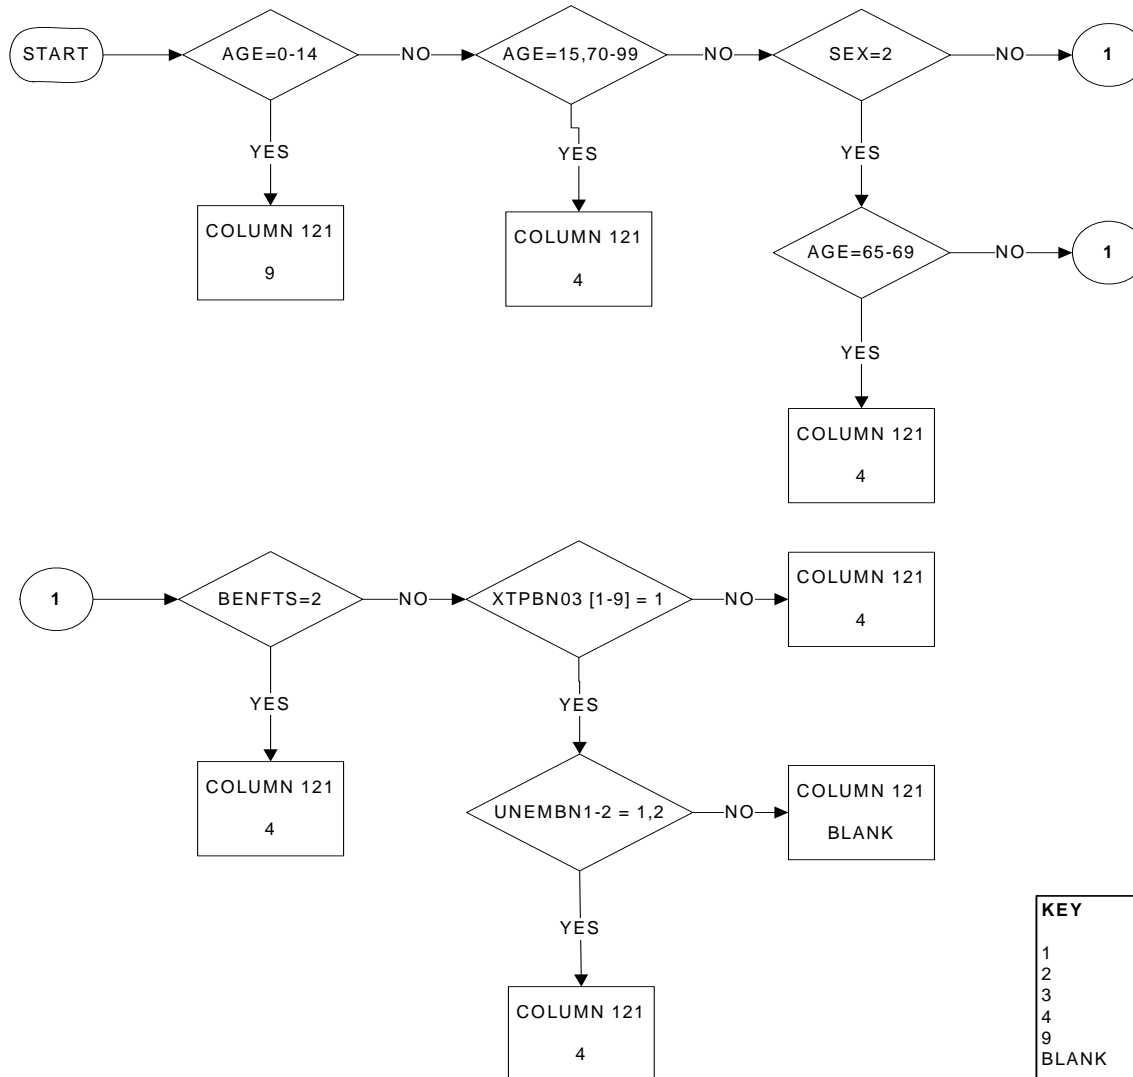 START
AGE=0-14
NO
AGE=15,70-99
NO
SEX=2
NO
1
YES
YES
YES
COLUMN 121
9
COLUMN 121
4
AGE=65-69
NO
1
YES
COLUMN 121
4
1
BENFTS=2
NO
XTPBN03 [1-9] = 1
NO
COLUMN 121
4
YES
YES
COLUMN 121
4
UNEMBN1-2 = 1,2
NO
COLUMN 121
BLANK
YES
COLUMN 121
4
KEY
1
2
3
4
9
BLANK